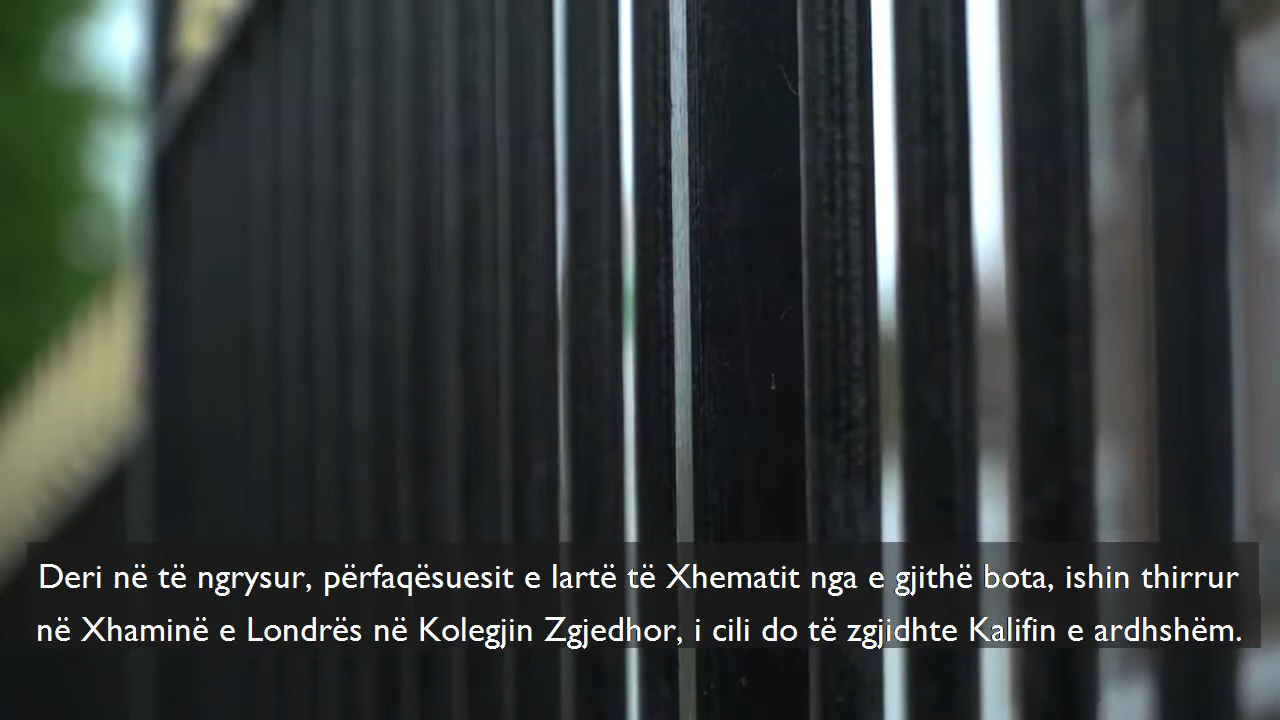 Deri në të ngrysur, përfaqësuesit e lartë të Xhematit nga e gjithë bota, ishin thirrur
në Xhaminë e Londrës në Kolegjin Zgjedhor, i cili do të zgjidhte Kalifin e ardhshëm.